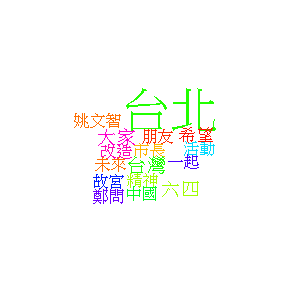 台北
姚文智
大家 朋友 希望
改造 市長 活動
未來 台灣 一起
故宮 精神 六四
鄭問 中國